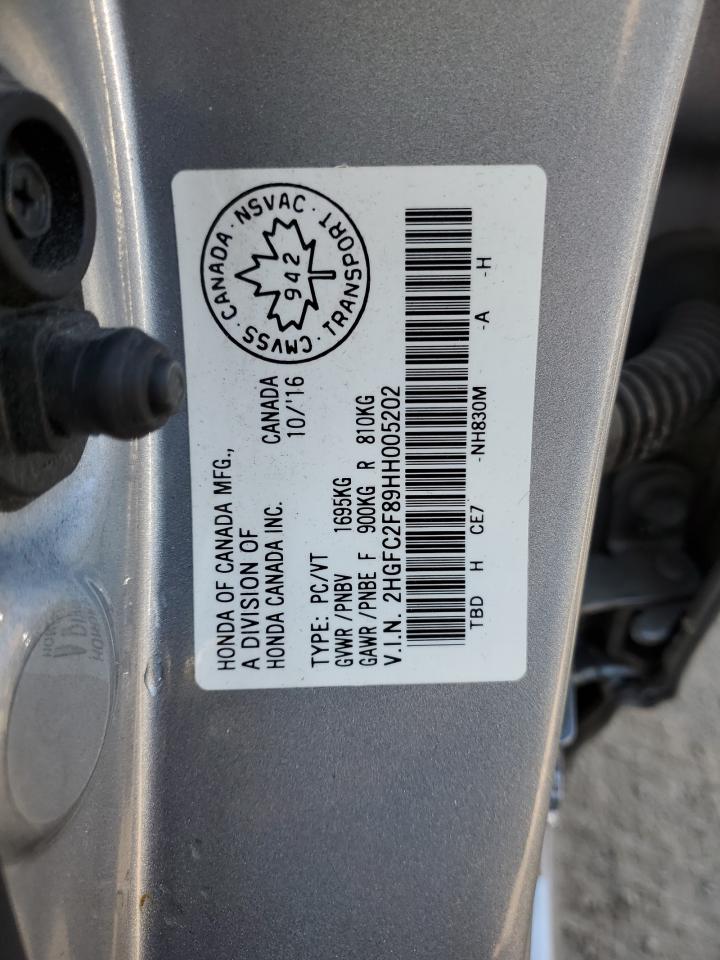 HONDA OF CANADA MFG.,
A DIVISION OF
HONDA CANADA INC.
CANADA
10/'16
TYPE: PC/VT
GVWR /PNBV 1695KG
GAWR /PNBE F 900KG R 810KG
V.I.N. 2HGFC2F89HH005202
TBD H CE7 -NH830M -A -H
CMVSS · CANADA · NSVAC · TRANSPORT ·
942